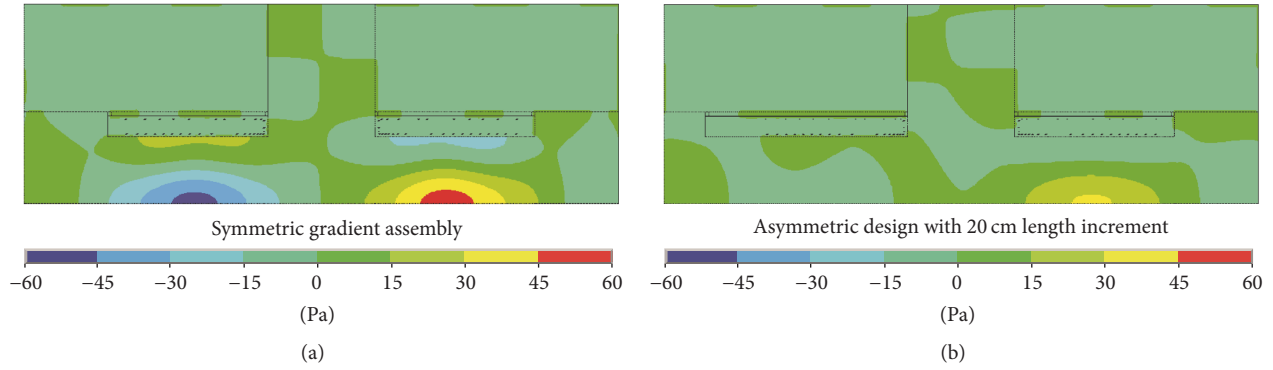 Symmetric gradient assembly
−60 −45 −30 −15 0 15 30 45 60
(Pa)
(a)
Asymmetric design with 20 cm length increment
−60 −45 −30 −15 0 15 30 45 60
(Pa)
(b)